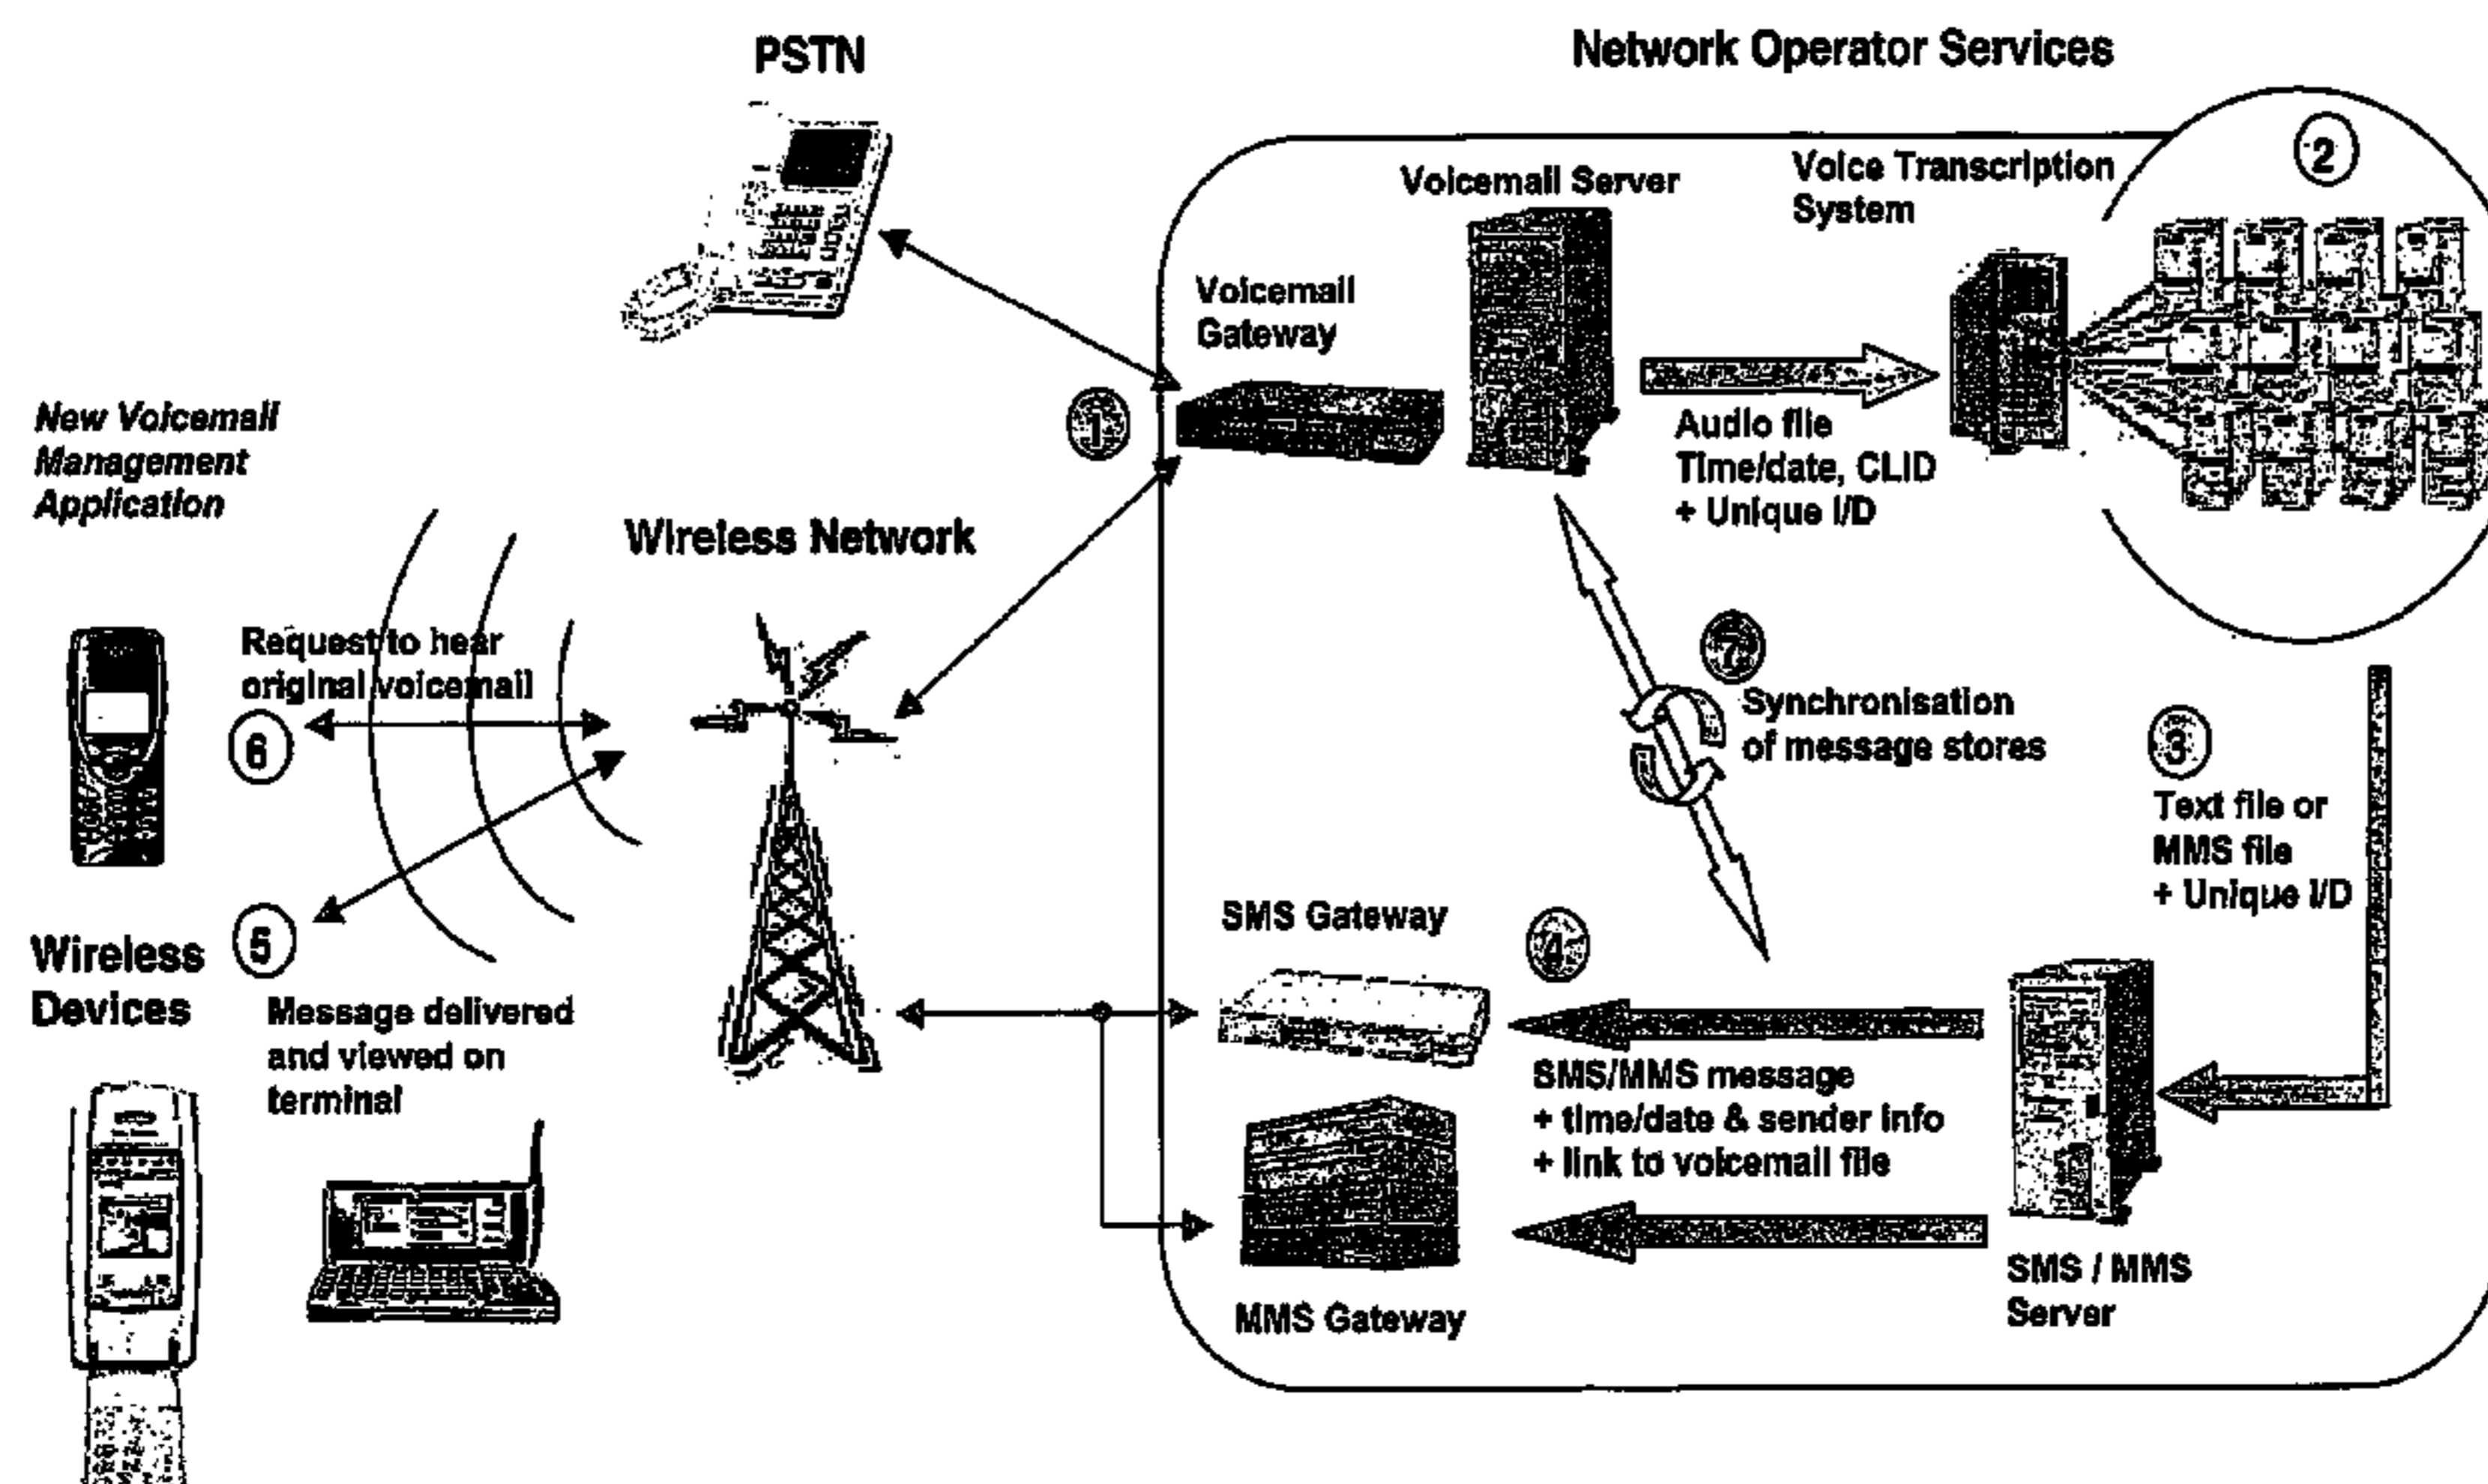 PSTN
Network Operator Services
2
Voice Transcription
System
Voicemail Server
Voicemail
Gateway
1
Audio file
Time/date, CLID
+ Unique I/D
New Voicemail
Management
Application
Wireless Network
Request to hear
original voicemail
6
7
Synchronisation
of message stores
3
Text file or
MMS file
+ Unique I/D
SMS Gateway
4
5
Wireless
Devices
Message delivered
and viewed on
terminal
SMS/MMS message
+ time/date & sender info
+ link to voicemail file
MMS Gateway
SMS / MMS
Server